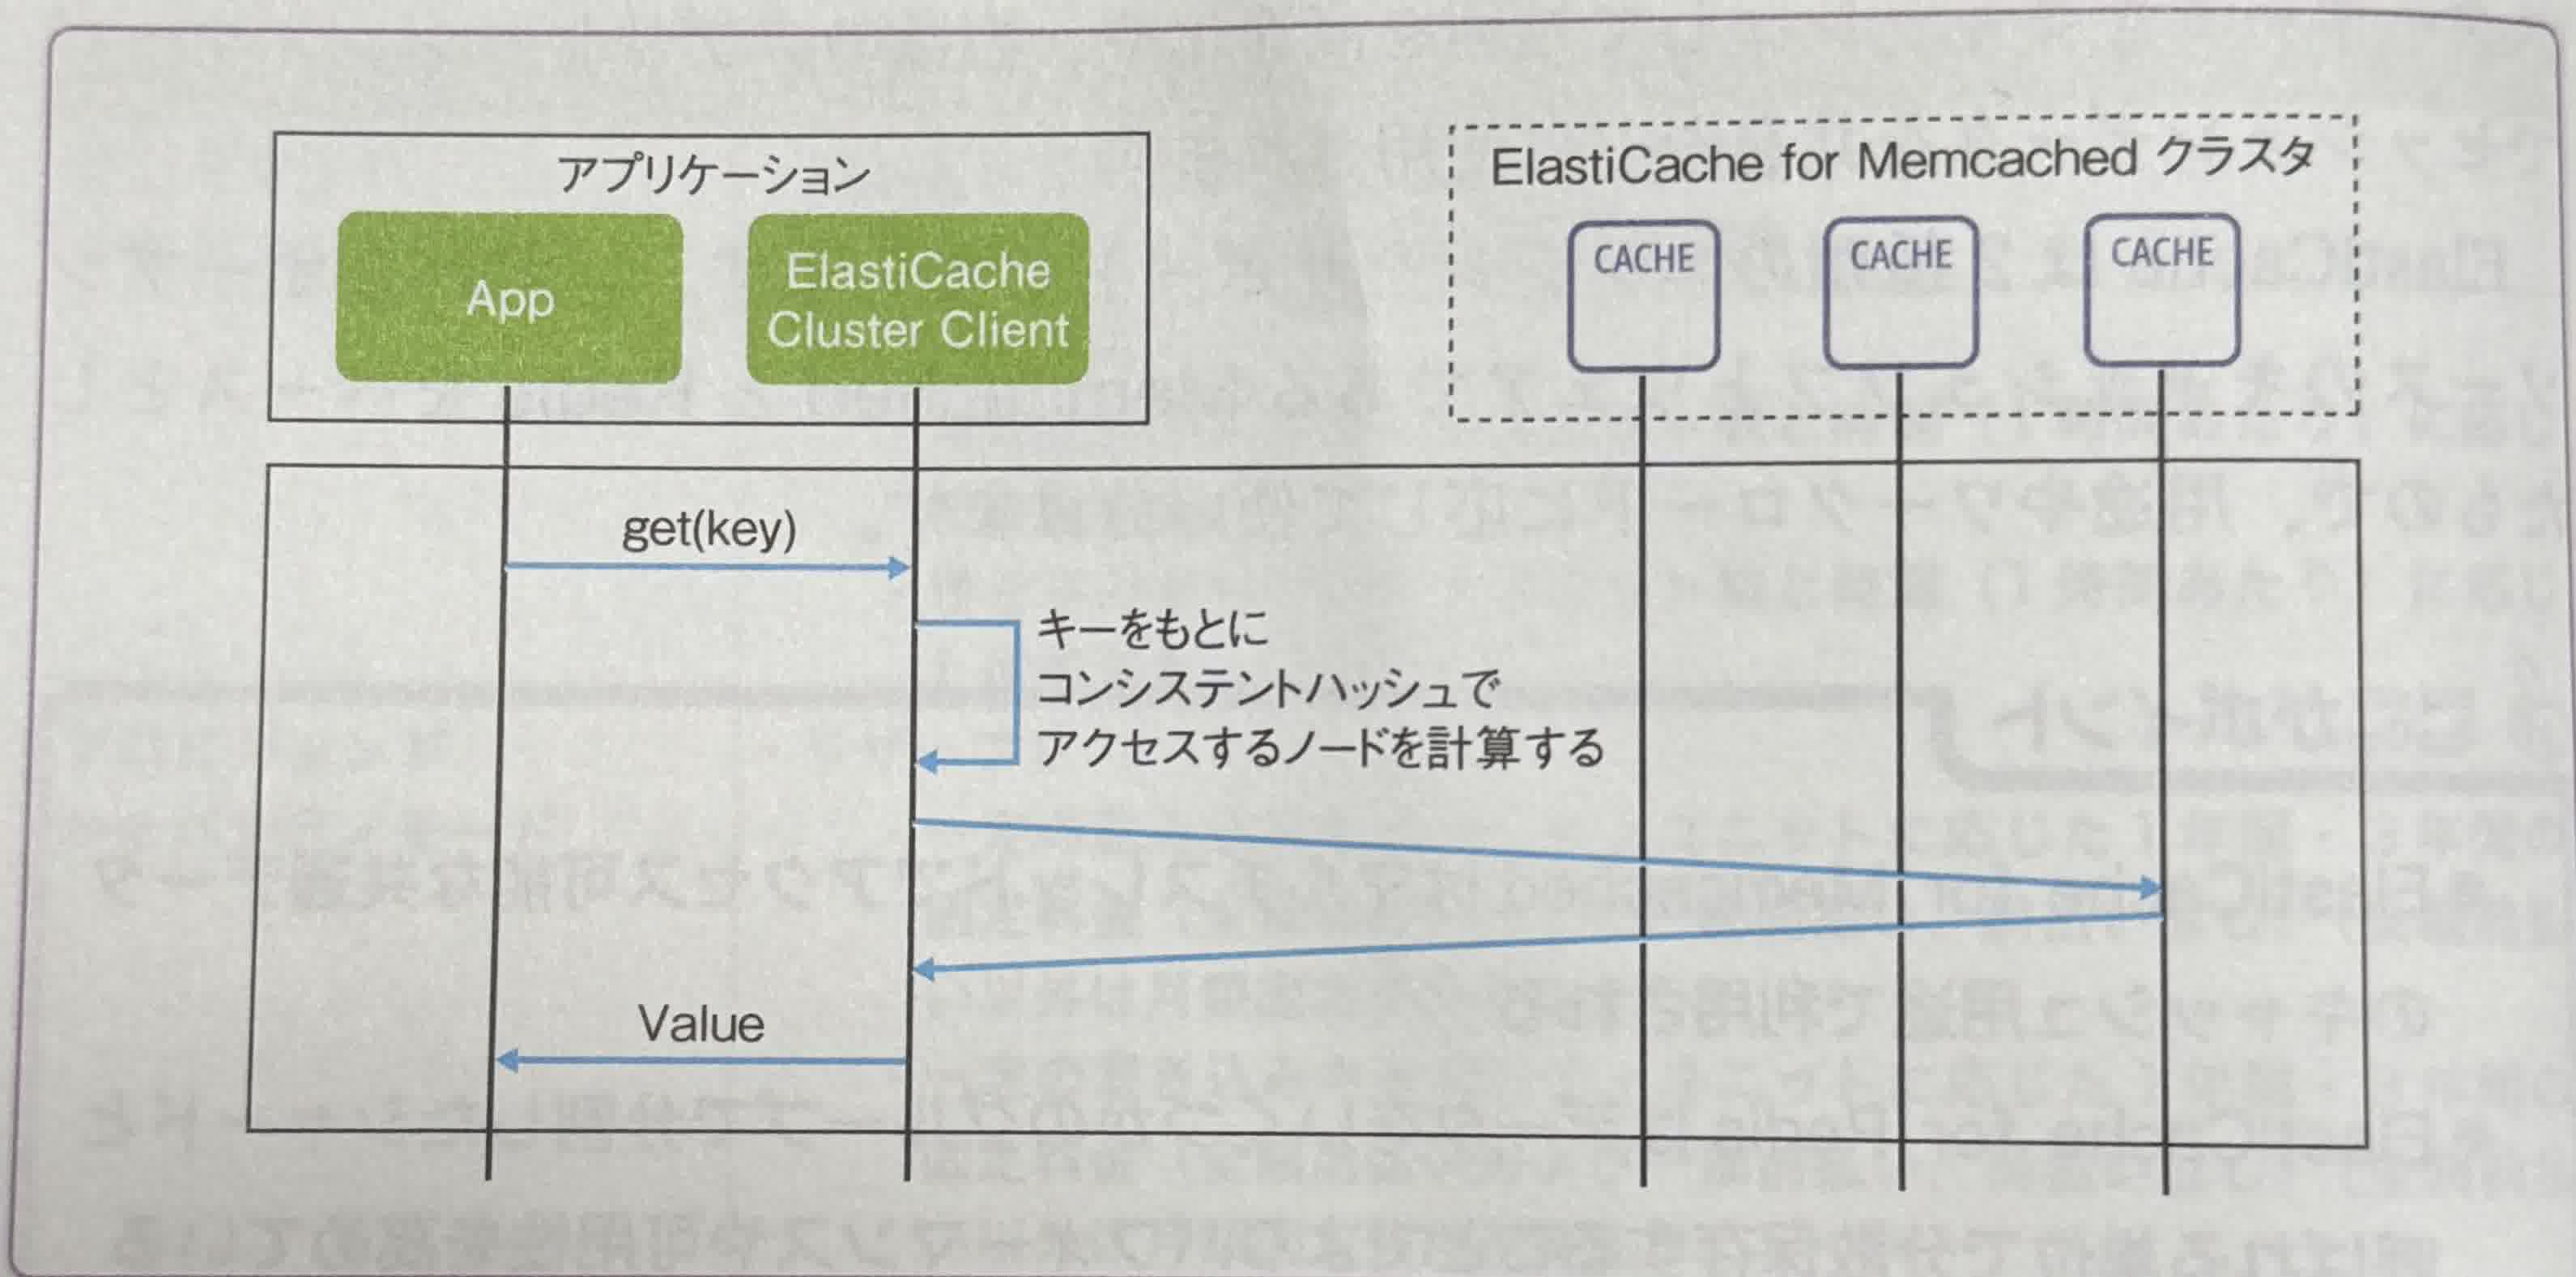 アプリケーション
App
ElastiCache
Cluster Client
ElastiCache for Memcached クラスタ
CACHE
CACHE
CACHE
get(key)
キーをもとに
コンシステントハッシュで
アクセスするノードを計算する
Value